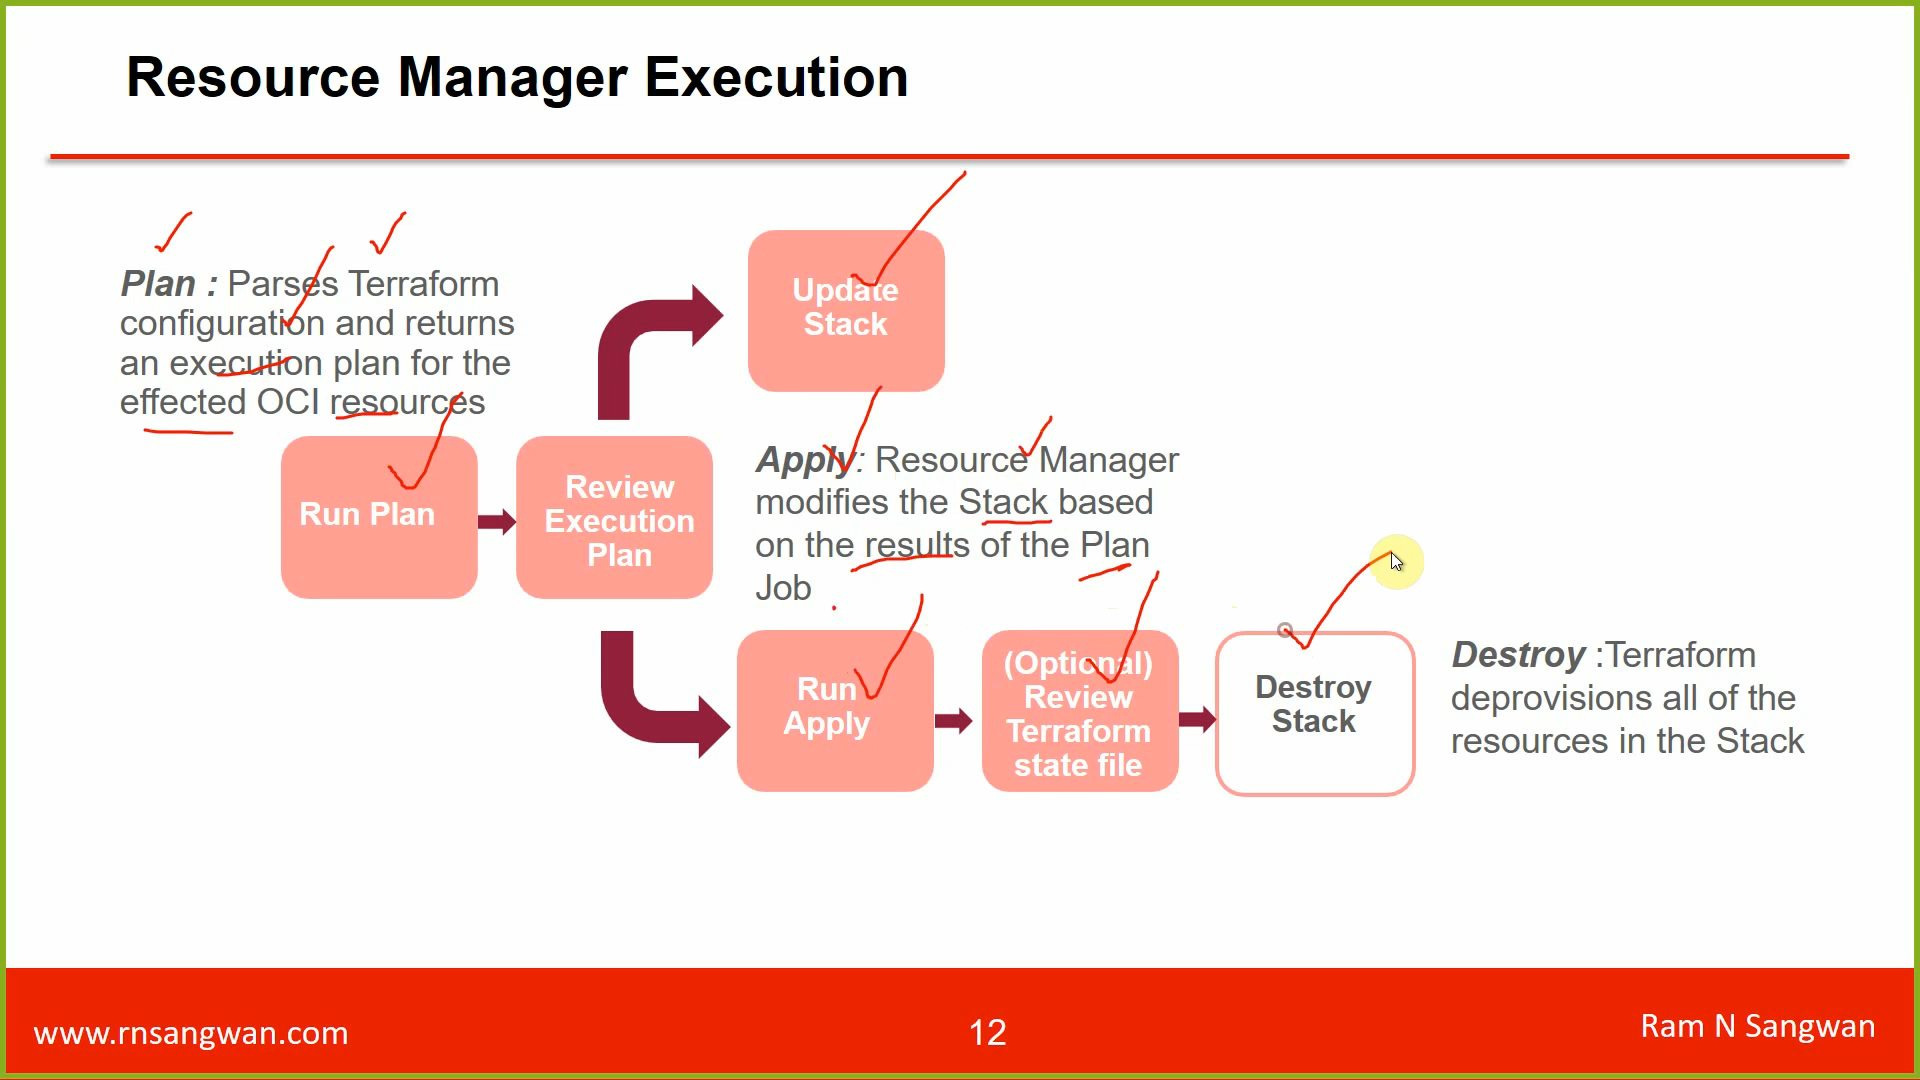 Resource Manager Execution
Plan : Parses Terraform
configuration and returns
an execution plan for the
effected OCI resources
Run Plan
Review
Execution
Plan
Update
Stack
Apply: Resource Manager
modifies the Stack based
on the results of the Plan
Job
Run
Apply
(Optional)
Review
Terraform
state file
Destroy
Stack
Destroy :Terraform
deprovisions all of the
resources in the Stack
www.rnsangwan.com
12
Ram N Sangwan